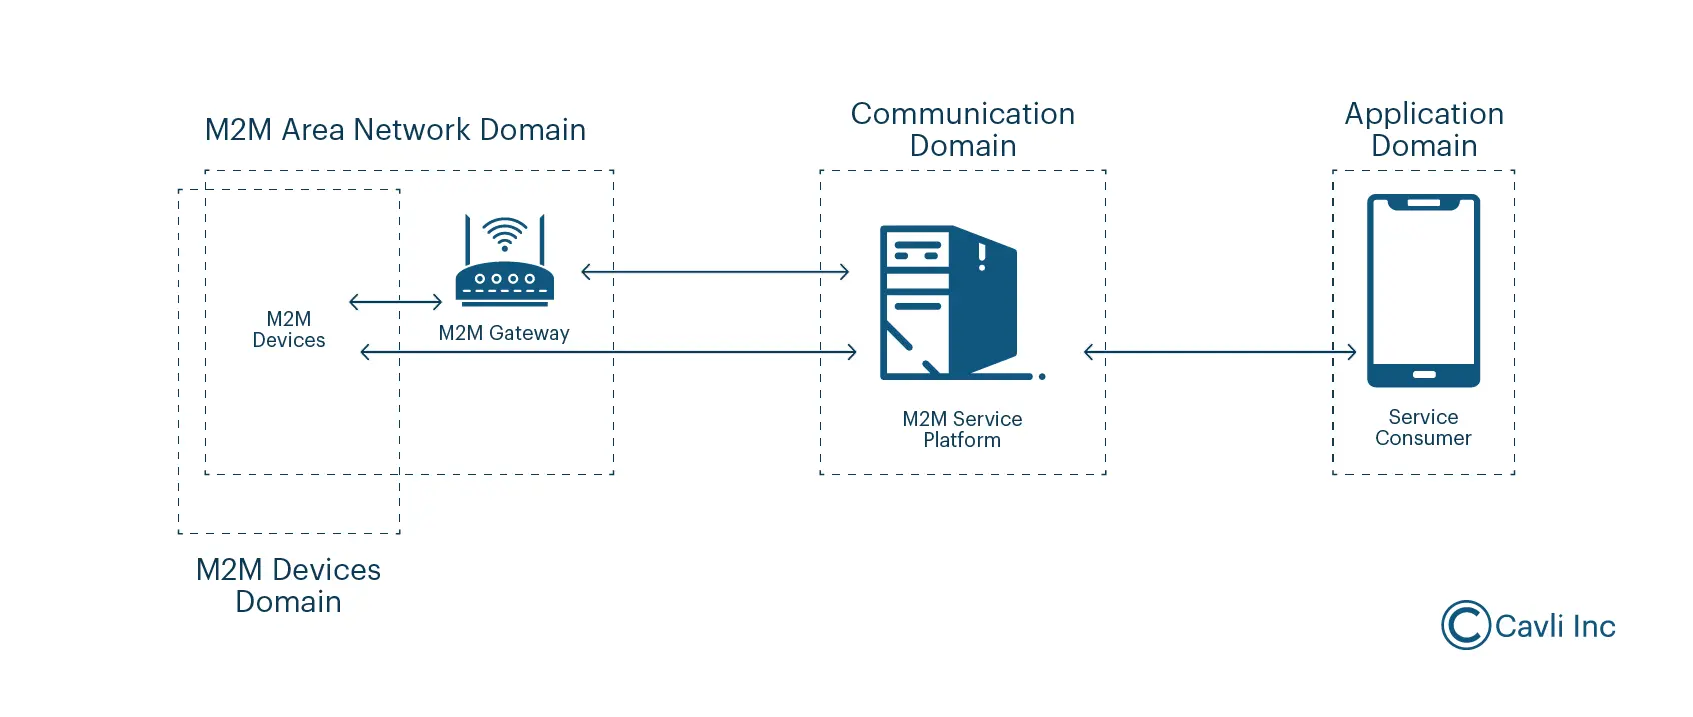 M2M Area Network Domain
Communication
Domain
Application
Domain
M2M
Devices
M2M Gateway
M2M Service
Platform
Service
Consumer
M2M Devices
Domain
© Cavli Inc